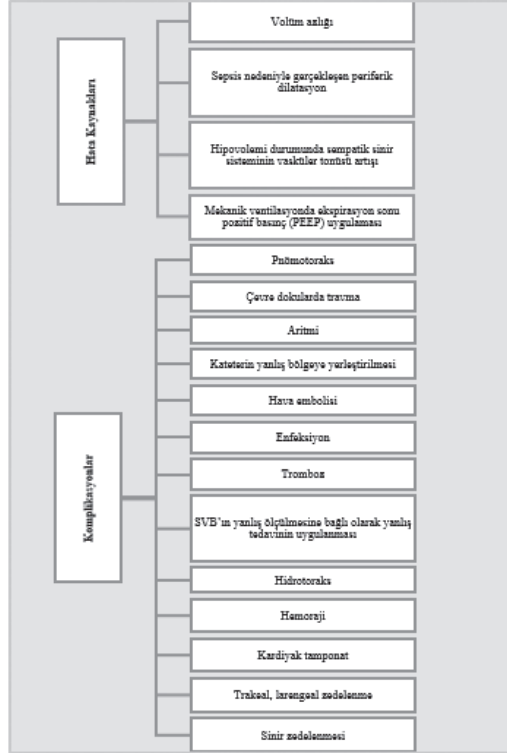 Hata Kaynakları
Volüm azlığı
Sepsis nedeniyle gerçekleşen periferik
dilatasyon
Hipovolemi durumunda sempatik sinir
sisteminin vasküler tonüsü artışı
Mekanik ventilasyonda ekspirasyon sonu
pozitif basınç (PEEP) uygulaması
Komplikasyonlar
Pnömotoraks
Çevre dokularda travma
Aritmi
Kateterin yanlış bölgeye yerleştirilmesi
Hava embolisi
Enfeksiyon
Tromboz
SVB'ın yanlış ölçülmesine bağlı olarak yanlış
tedavinin uygulanması
Hidrotoraks
Hemoraji
Kardiyak tamponat
Trakeal, larengeal zedelenme
Sinir zedelenmesi